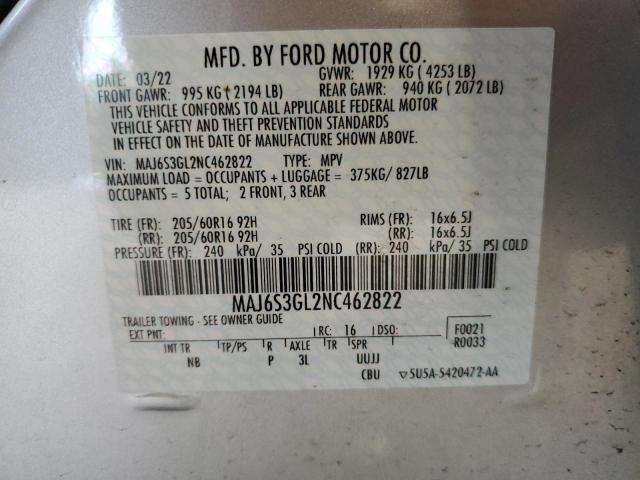 MFD. BY FORD MOTOR CO.
DATE: 03/22 GVWR: 1929 KG ( 4253 LB)
FRONT GAWR: 995 KG ( 2194 LB) REAR GAWR: 940 KG ( 2072 LB)
THIS VEHICLE CONFORMS TO ALL APPLICABLE FEDERAL MOTOR
VEHICLE SAFETY AND THEFT PREVENTION STANDARDS
IN EFFECT ON THE DATE OF MANUFACTURE SHOWN ABOVE.
VIN: MAJ6S3GL2NC462822 TYPE: MPV
MAXIMUM LOAD = OCCUPANTS + LUGGAGE = 375KG/ 827LB
OCCUPANTS = 5 TOTAL; 2 FRONT, 3 REAR
TIRE (FR): 205/60R16 92H RIMS (FR): 16x6.5J
(RR): 205/60R16 92H (RR): 16x6.5J
PRESSURE (FR): 240 kPa/ 35 PSI COLD (RR): 240 kPa/ 35 PSI COLD
MAJ6S3GL2NC462822
TRAILER TOWING - SEE OWNER GUIDE
EXT PNT: RC: 16 DSO: F0021
R0033
INT TR TP/PS R AXLE TR SPR
NB P 3L UUJJ
CBU ▽5U5A-5420472-AA